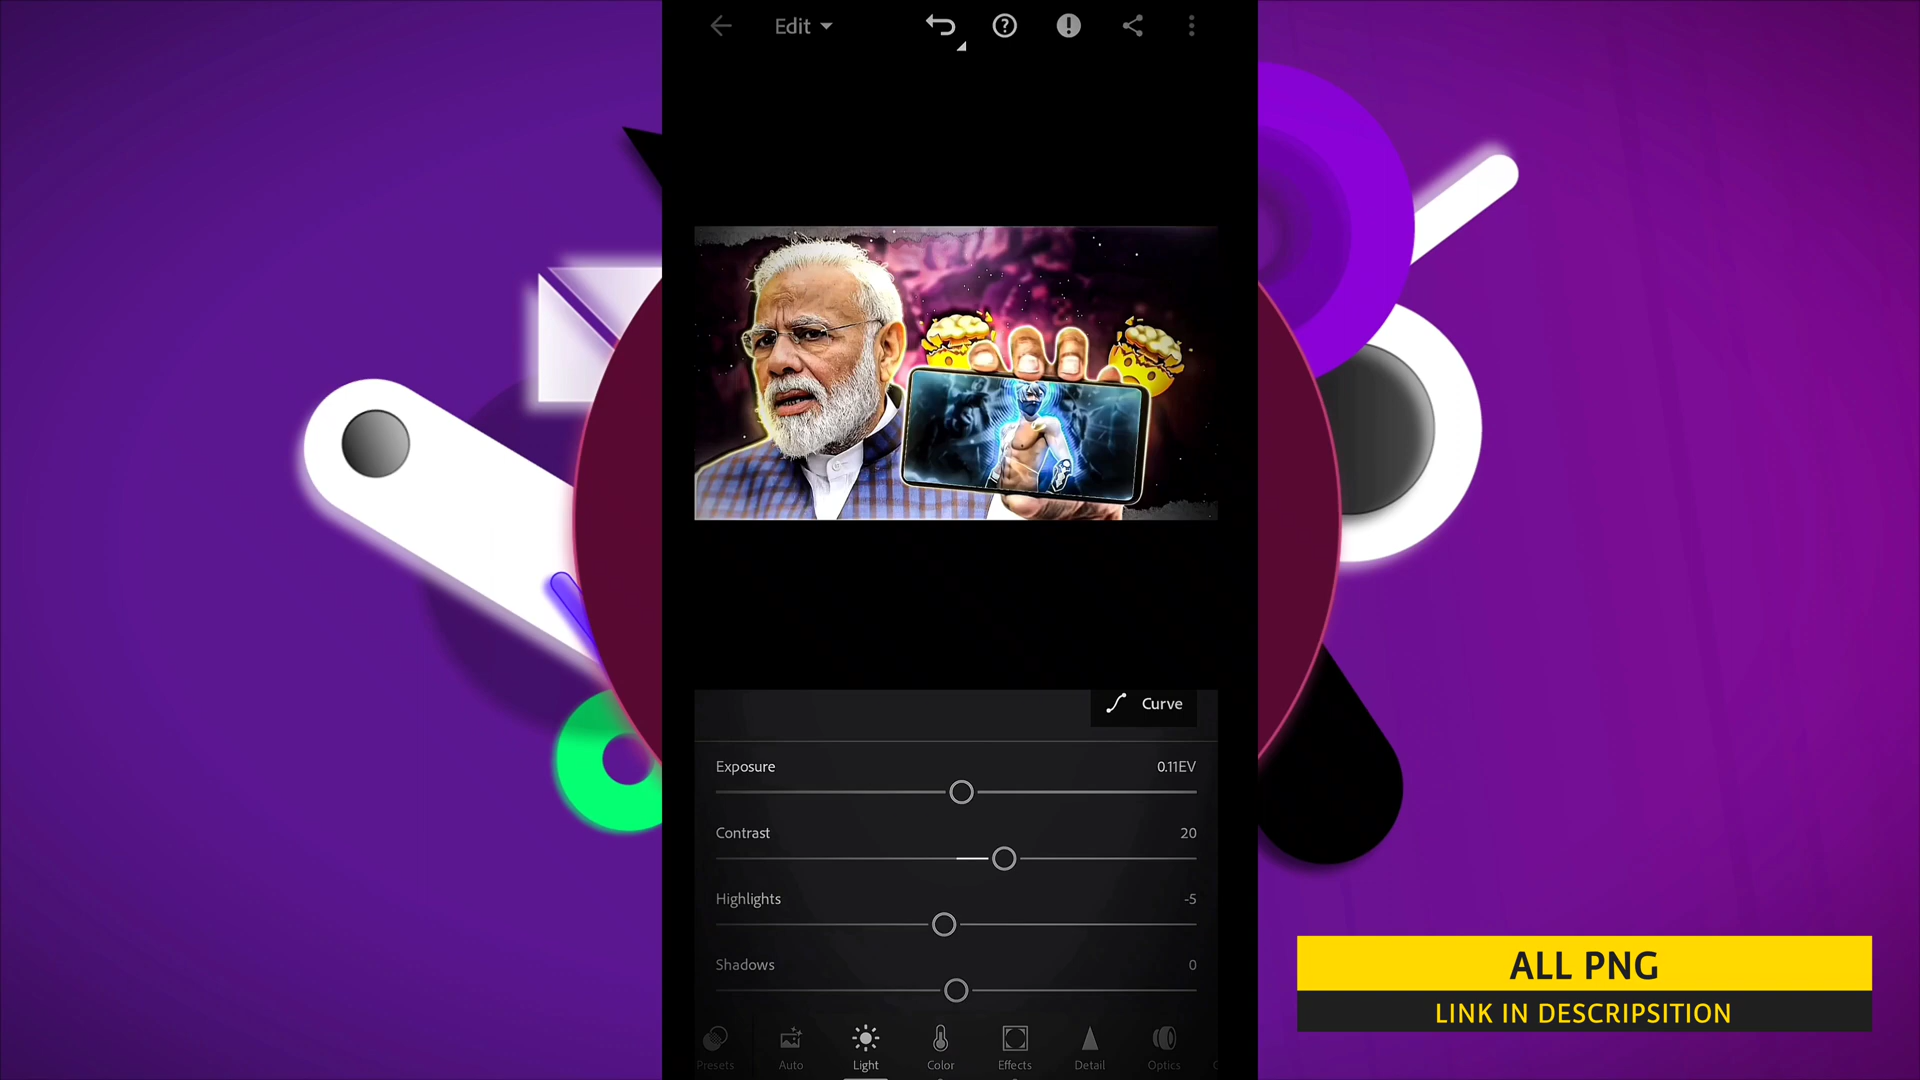 Edit
Curve
Exposure 0.11EV
Contrast 20
Highlights -5
Shadows 0
Presets Auto Light Color Effects Detail Optics
ALL PNG
LINK IN DESCRIPSITION